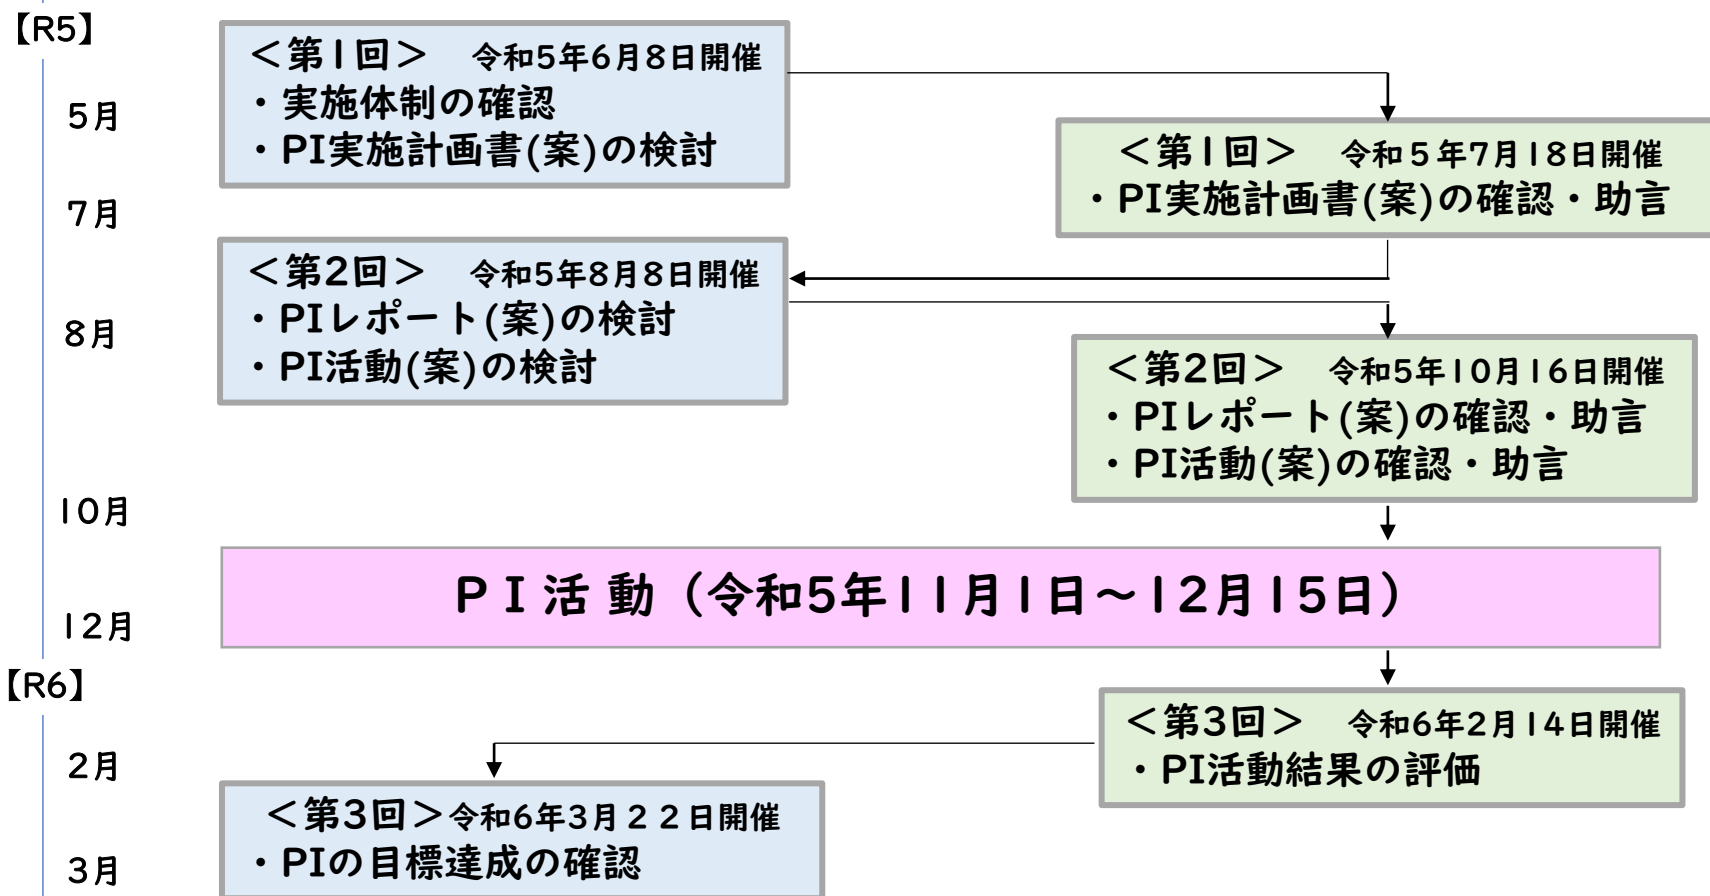 【R5】
<第1回>　令和5年6月8日開催
・実施体制の確認
・PI実施計画書(案)の検討
5月
<第1回>　令和５年7月18日開催
・PI実施計画書(案)の確認・助言
7月
<第2回>　令和5年8月8日開催
・PIレポート(案)の検討
・PI活動(案)の検討
8月
<第2回>　令和5年10月16日開催
・PIレポート(案)の確認・助言
・PI活動(案)の確認・助言
10月
ＰＩ活 動（令和5年11月1日～12月15日）
12月
【R6】
<第3回>　令和6年2月14日開催
・PI活動結果の評価
2月
<第3回>令和6年3月２２日開催
・PIの目標達成の確認
3月